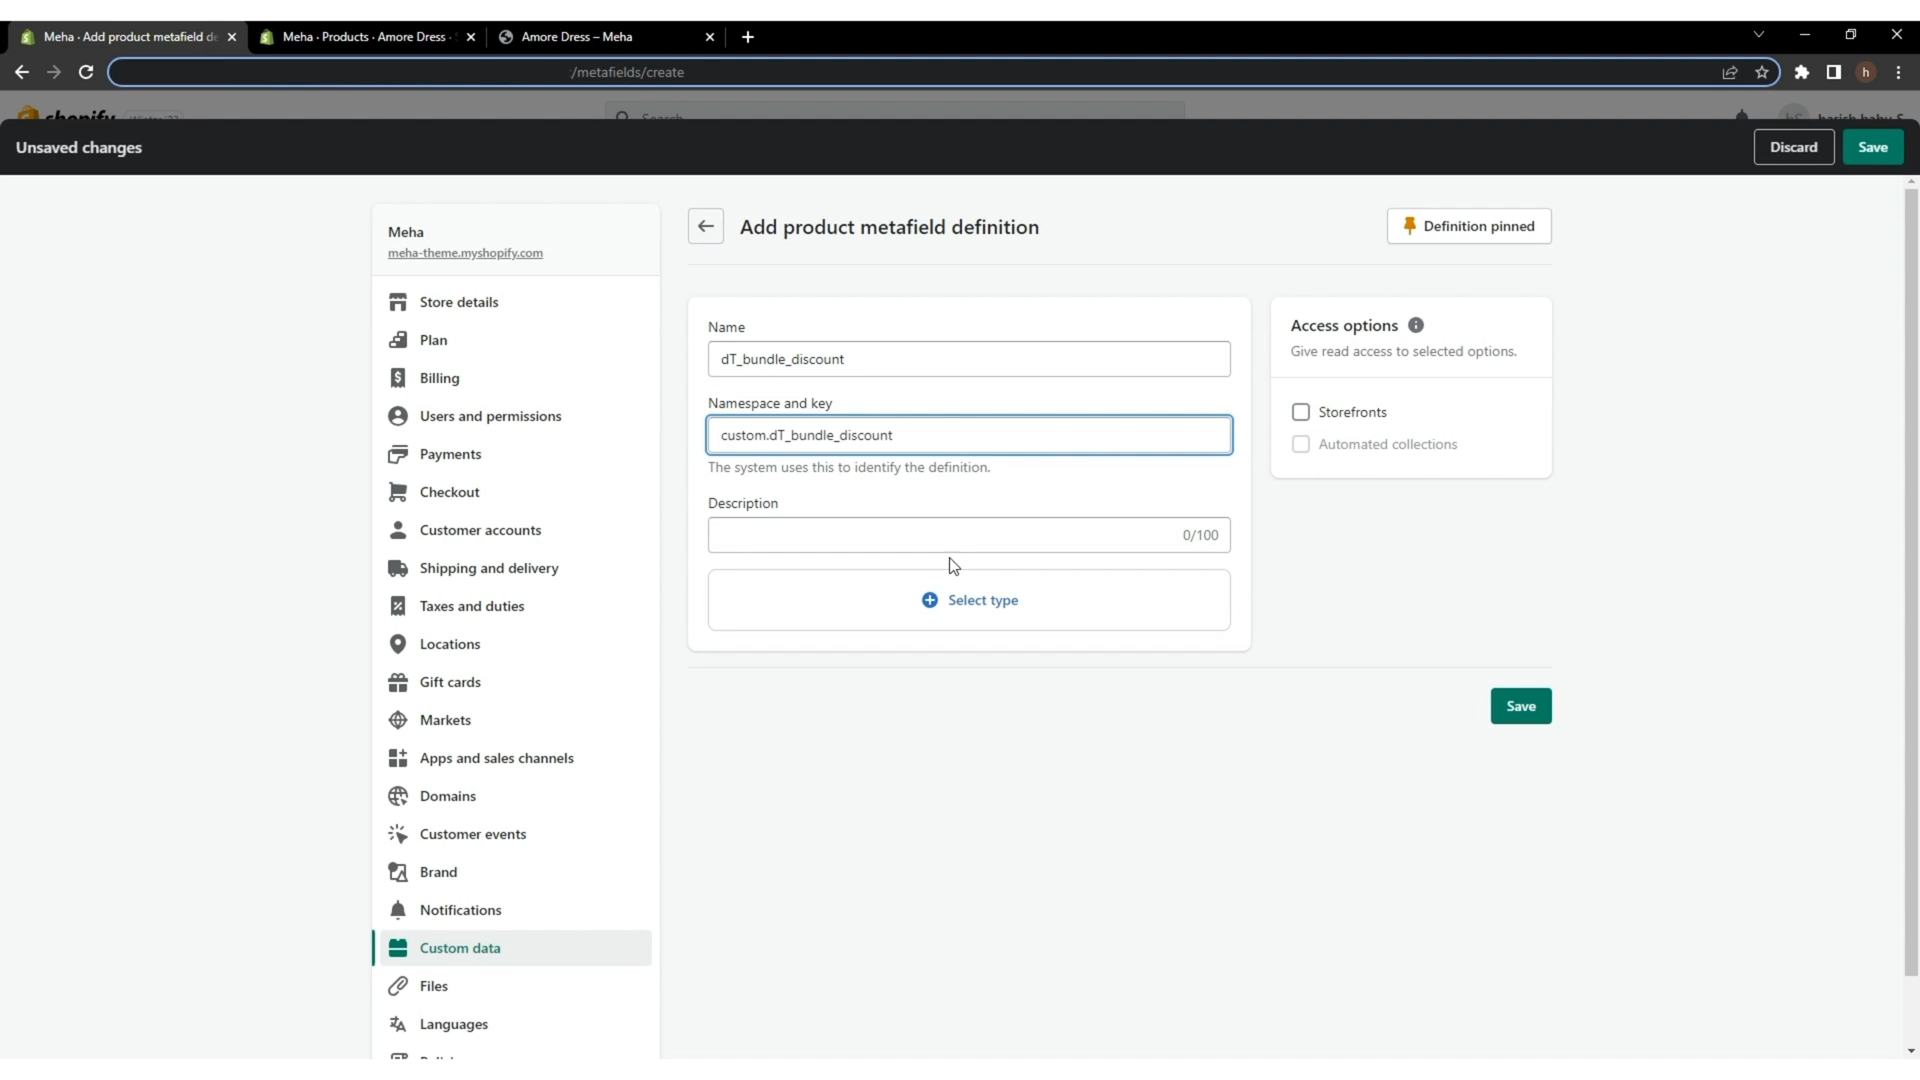 Meha · Add product metafield de
Meha · Products · Amore Dress ·
Amore Dress – Meha
/metafields/create
h
shopify
Search
Unsaved changes
Discard
Save
Meha
meha-theme.myshopify.com
Store details
Plan
Billing
Users and permissions
Payments
Checkout
Customer accounts
Shipping and delivery
Taxes and duties
Locations
Gift cards
Markets
Apps and sales channels
Domains
Customer events
Brand
Notifications
Custom data
Files
Languages
Add product metafield definition
Definition pinned
Name
dT_bundle_discount
Namespace and key
custom.dT_bundle_discount
The system uses this to identify the definition.
Description
0/100
Select type
Access options
Give read access to selected options.
Storefronts
Automated collections
Save